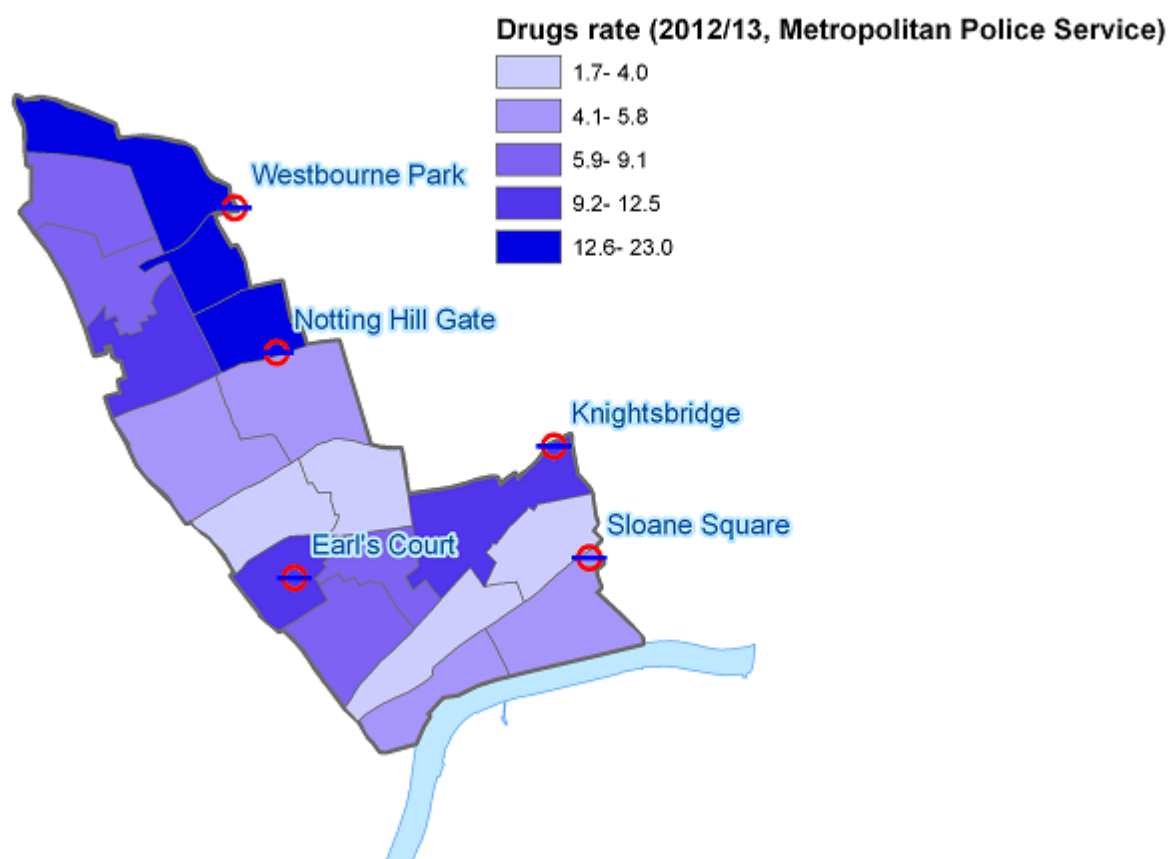 Drugs rate (2012/13, Metropolitan Police Service)
1.7- 4.0
4.1- 5.8
5.9- 9.1
9.2- 12.5
12.6- 23.0
Westbourne Park
Notting Hill Gate
Knightsbridge
Sloane Square
Earl's Court